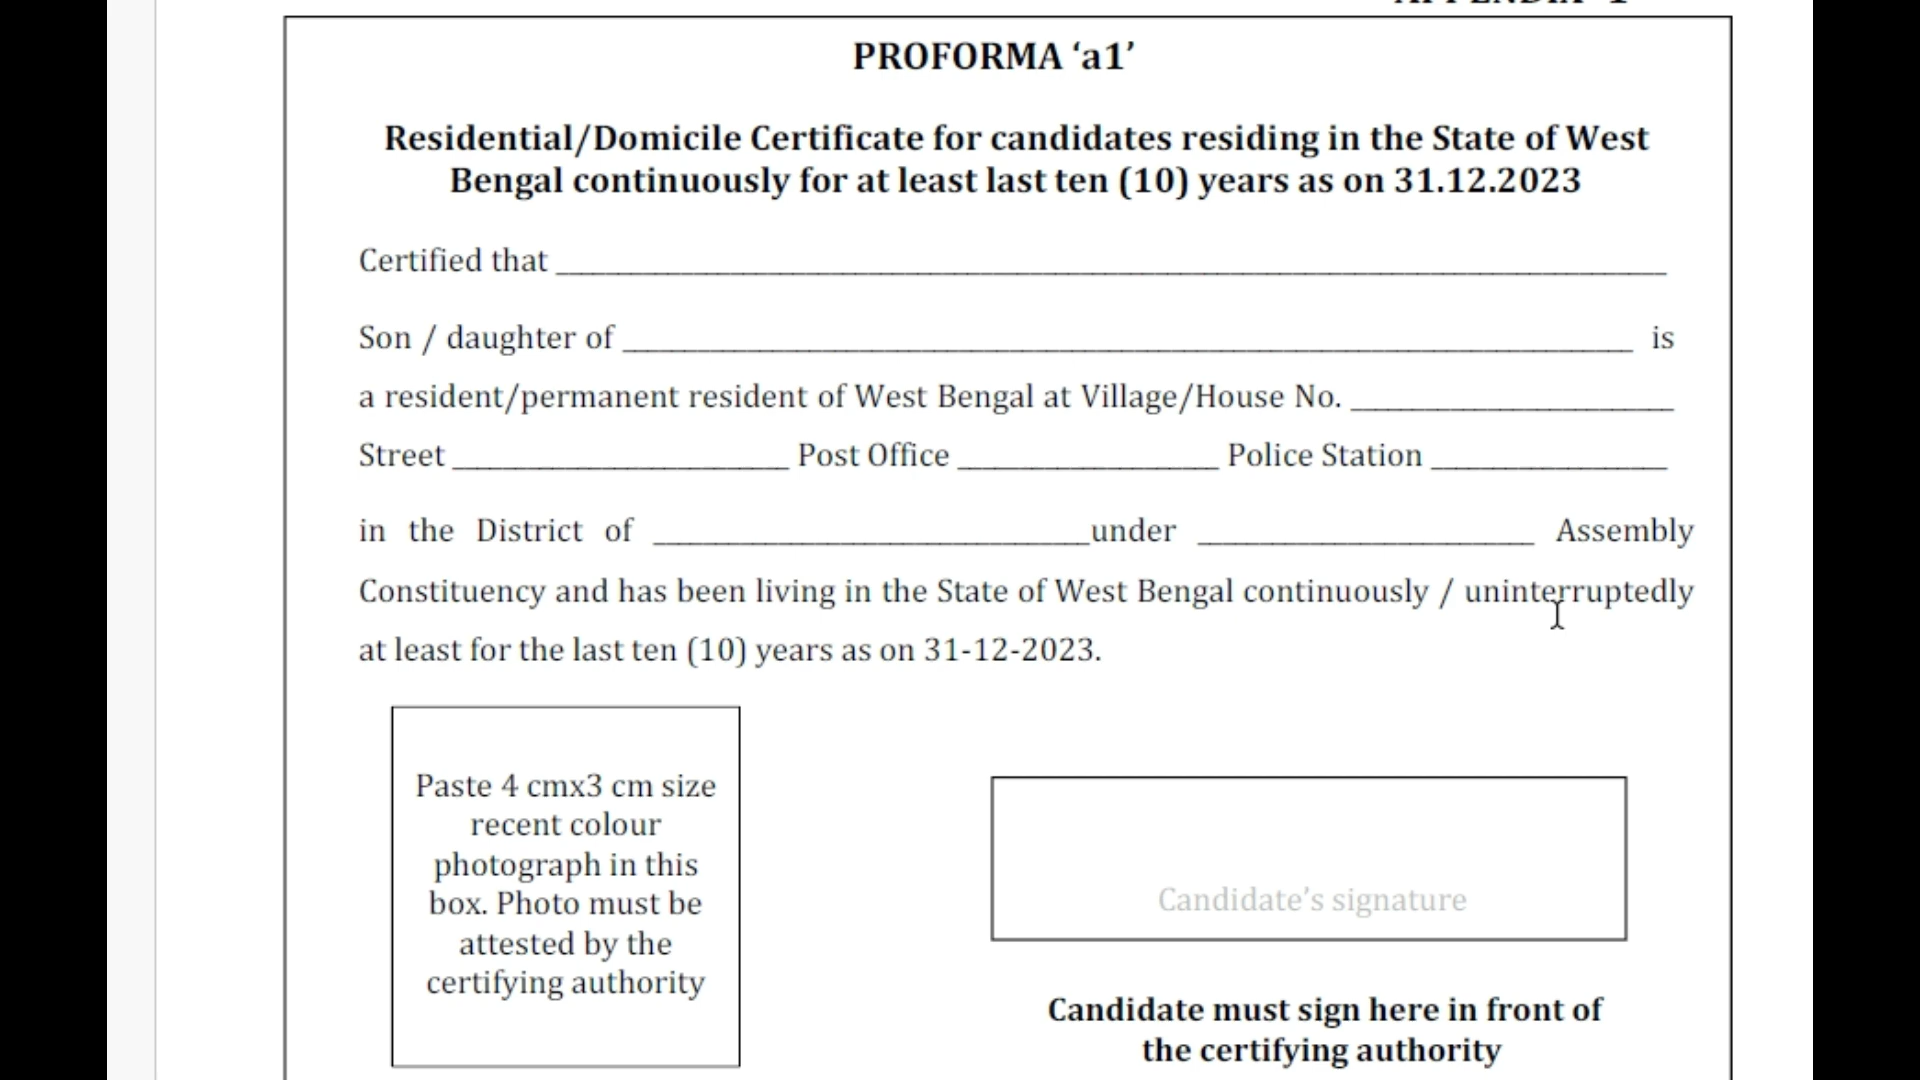 PROFORMA ‘a1’
Residential/Domicile Certificate for candidates residing in the State of West
Bengal continuously for at least last ten (10) years as on 31.12.2023
Certified that
Son / daughter of is
a resident/permanent resident of West Bengal at Village/House No.
Street Post Office Police Station
in the District of under Assembly
Constituency and has been living in the State of West Bengal continuously / uninterruptedly
at least for the last ten (10) years as on 31-12-2023.
Paste 4 cmx3 cm size
recent colour
photograph in this
box. Photo must be
attested by the
certifying authority
Candidate’s signature
Candidate must sign here in front of
the certifying authority